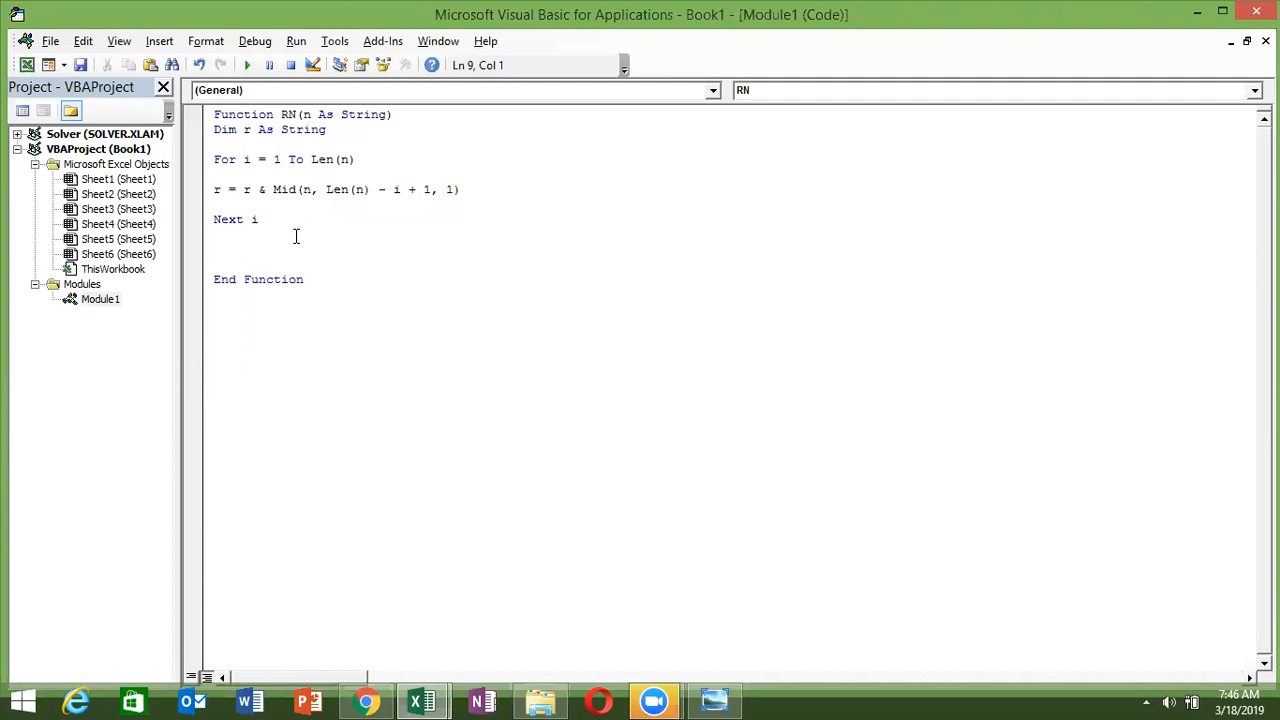 Microsoft Visual Basic for Applications - Book1 - [Module1 (Code)]
File Edit View Insert Format Debug Run Tools Add-Ins Window Help
Ln 9, Col 1
Project - VBAProject
(General)
RN
Solver (SOLVER.XLAM)
VBAProject (Book1)
Microsoft Excel Objects
Sheet1 (Sheet1)
Sheet2 (Sheet2)
Sheet3 (Sheet3)
Sheet4 (Sheet4)
Sheet5 (Sheet5)
Sheet6 (Sheet6)
ThisWorkbook
Modules
Module1
Function RN(n As String)
Dim r As String
For i = 1 To Len(n)
r = r & Mid(n, Len(n) - i + 1, 1)
Next i
End Function
7:46 AM
3/18/2019